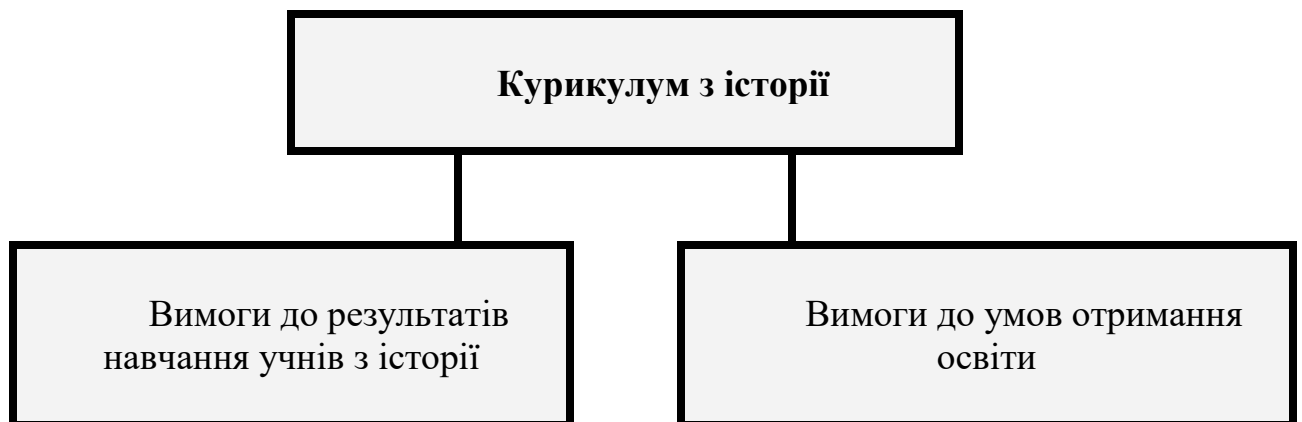 Курикулум з історії
Вимоги до результатів
навчання учнів з історії
Вимоги до умов отримання
освіти